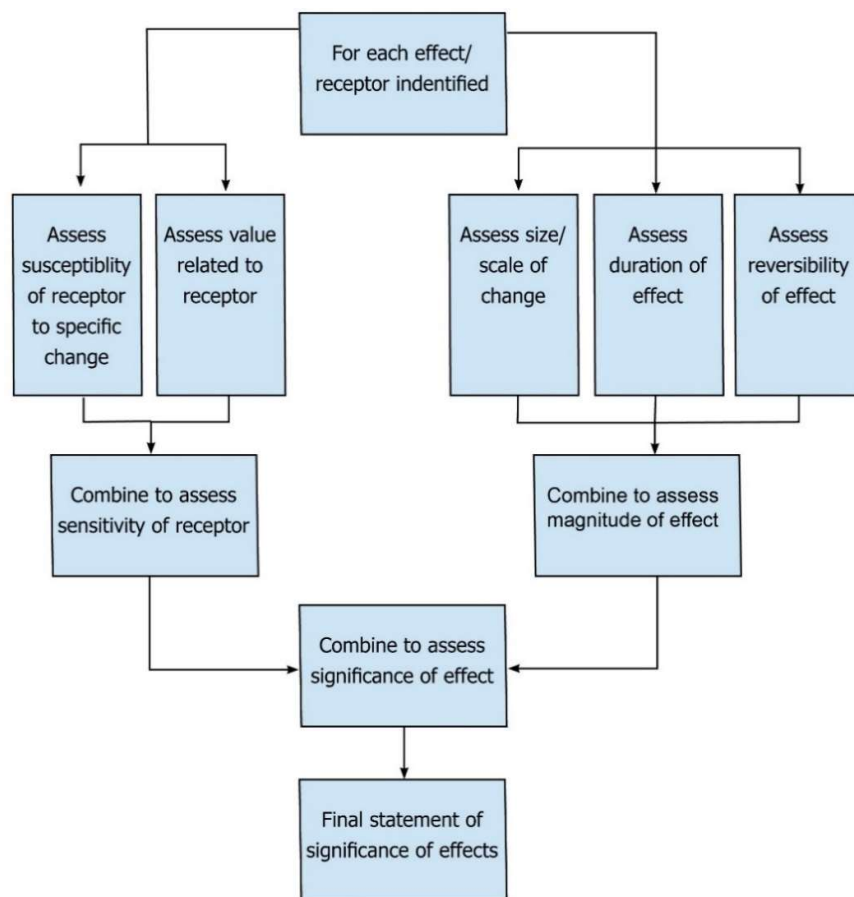 For each effect/
receptor indentified
Assess
susceptiblity
of receptor
to specific
change
Assess value
related to
receptor
Assess size/
scale of
change
Assess
duration of
effect
Assess
reversibility
of effect
Combine to assess
sensitivity of receptor
Combine to assess
magnitude of effect
Combine to assess
significance of effect
Final statement of
significance of effects